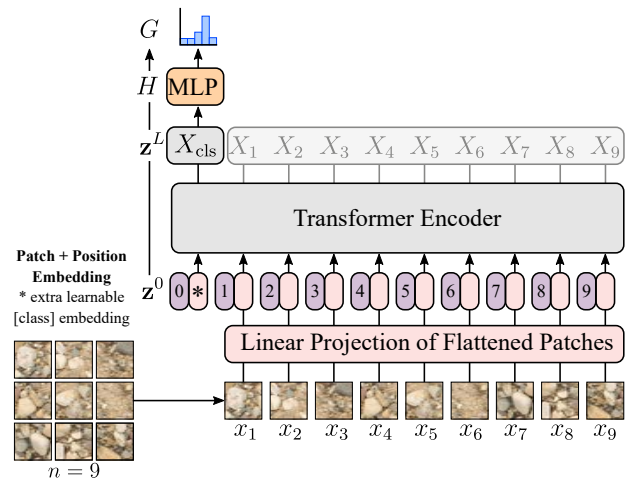 G
H MLP
z^L X_cls X_1 X_2 X_3 X_4 X_5 X_6 X_7 X_8 X_9
Transformer Encoder
Patch + Position
Embedding
* extra learnable
[class] embedding
z^0 0 * 1 2 3 4 5 6 7 8 9
Linear Projection of Flattened Patches
x_1 x_2 x_3 x_4 x_5 x_6 x_7 x_8 x_9
n = 9